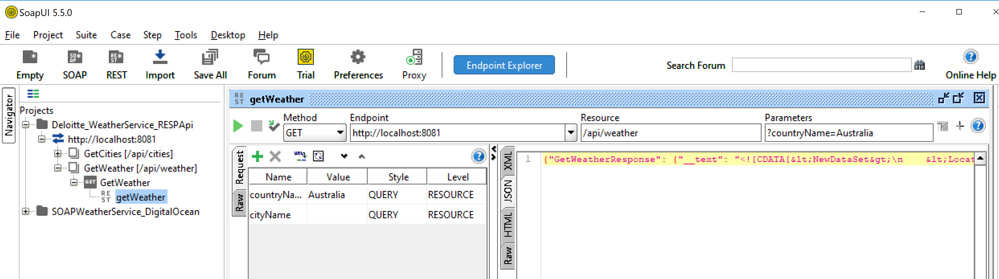 SoapUI 5.5.0
File Project Suite Case Step Tools Desktop Help
Empty SOAP REST Import Save All Forum Trial Preferences Proxy
Endpoint Explorer
Search Forum
Online Help
Navigator
Projects
Deloitte_WeatherService_RESPApi
http://localhost:8081
GetCities [/api/cities]
GetWeather [/api/weather]
GET GetWeather
REST getWeather
SOAPWeatherService_DigitalOcean
REST getWeather
Method Endpoint Resource Parameters
GET http://localhost:8081 /api/weather ?countryName=Australia
Request
Raw
Name Value Style Level
countryNa... Australia QUERY RESOURCE
cityName QUERY RESOURCE
XML
JSON
HTML
Raw
1 {"GetWeatherResponse": {"__text": "<![CDATA[&lt;NewDataSet&gt;\n    &lt;Locat